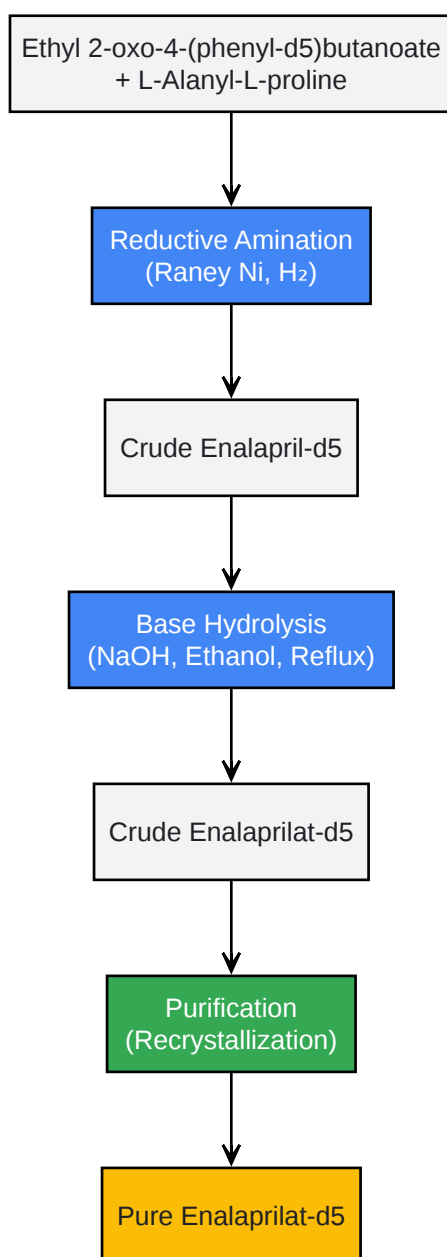 Ethyl 2-oxo-4-(phenyl-d5)butanoate
+ L-Alanyl-L-proline
Reductive Amination
(Raney Ni, H₂)
Crude Enalapril-d5
Base Hydrolysis
(NaOH, Ethanol, Reflux)
Crude Enalaprilat-d5
Purification
(Recrystallization)
Pure Enalaprilat-d5